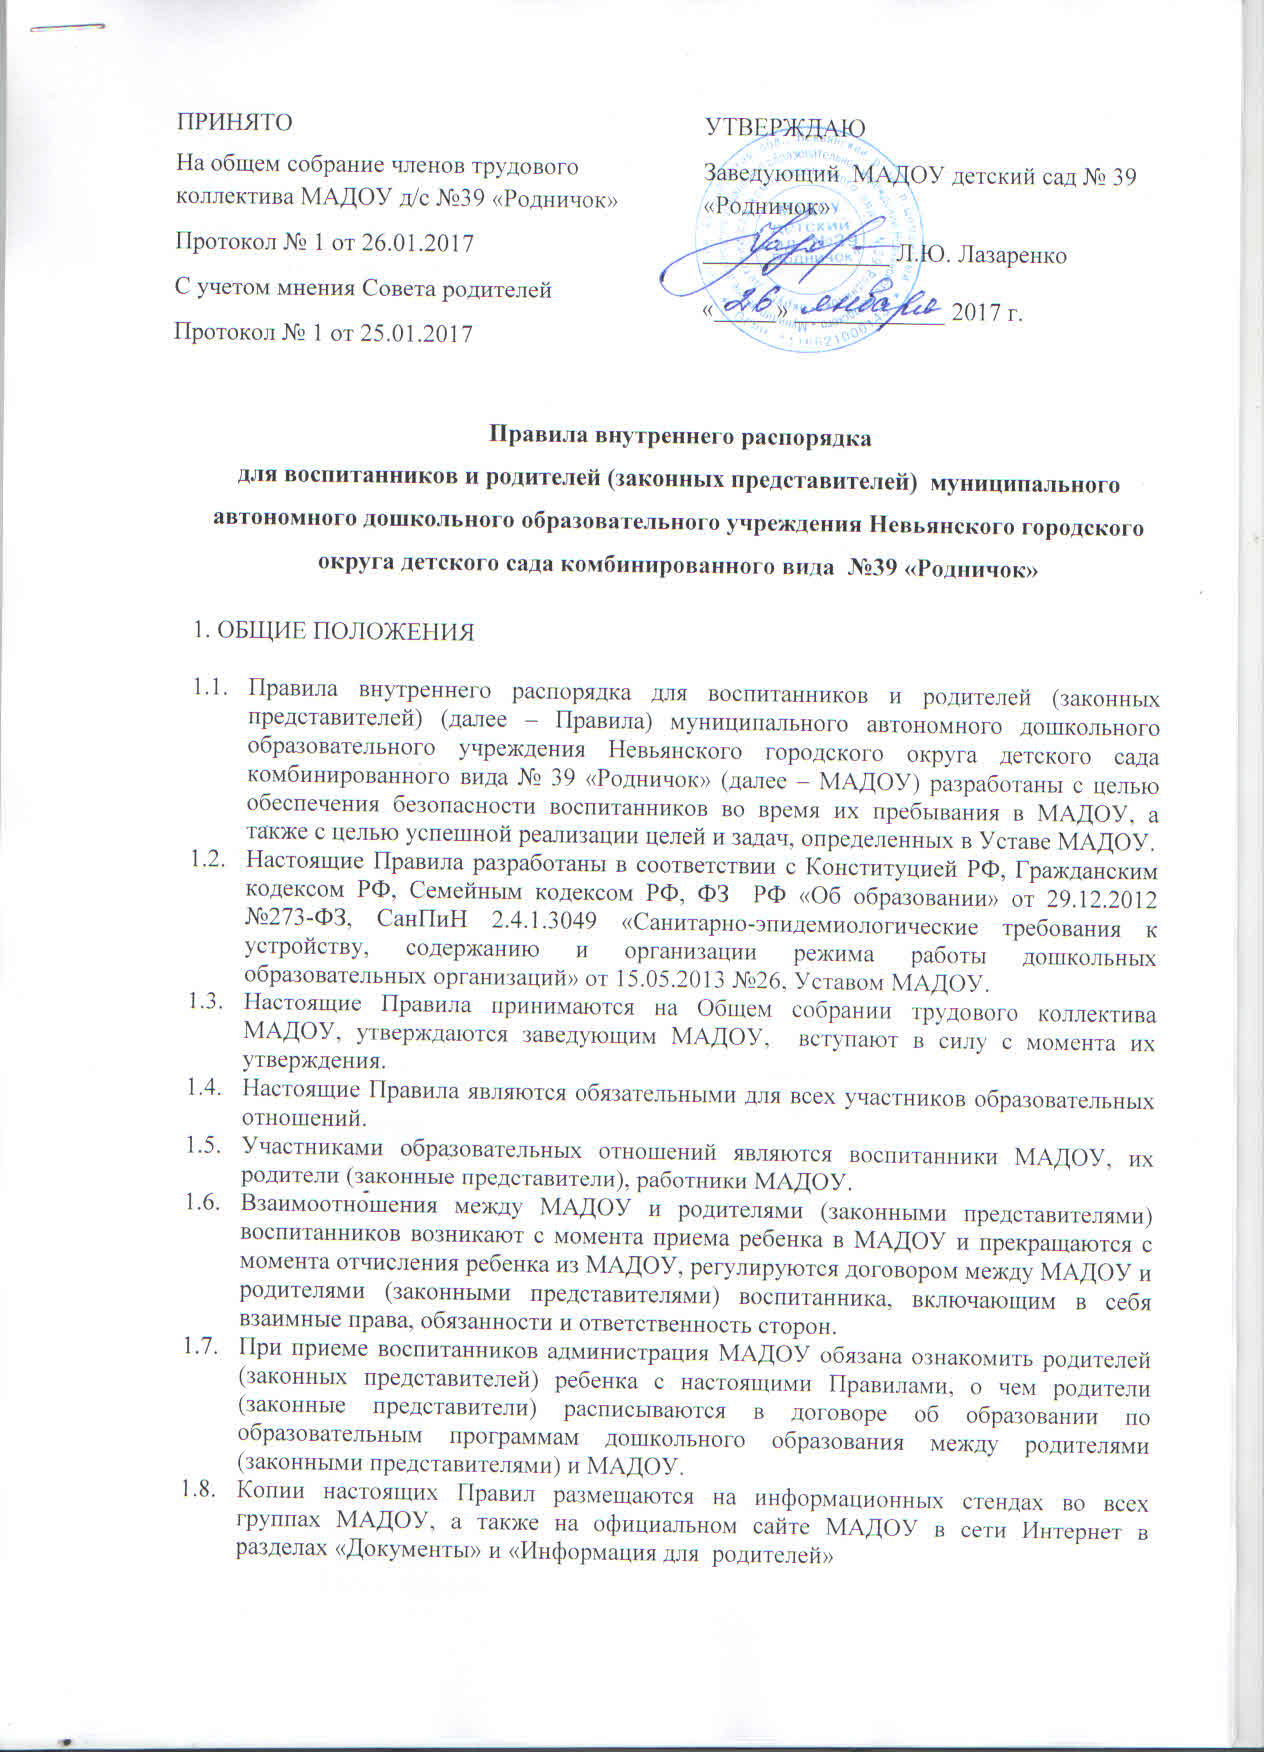 ПРИНЯТО
На общем собрание членов трудового
коллектива МАДОУ д/с №39 «Родничок»
Протокол № 1 от 26.01.2017
С учетом мнения Совета родителей
Протокол № 1 от 25.01.2017
УТВЕРЖДАЮ
Заведующий МАДОУ детский сад № 39
«Родничок»
Л.Ю. Лазаренко
«26» января 2017 г.
Правила внутреннего распорядка
для воспитанников и родителей (законных представителей) муниципального
автономного дошкольного образовательного учреждения Невьянского городского
округа детского сада комбинированного вида №39 «Родничок»
1. ОБЩИЕ ПОЛОЖЕНИЯ
1.1. Правила внутреннего распорядка для воспитанников и родителей (законных
представителей) (далее – Правила) муниципального автономного дошкольного
образовательного учреждения Невьянского городского округа детского сада
комбинированного вида № 39 «Родничок» (далее – МАДОУ) разработаны с целью
обеспечения безопасности воспитанников во время их пребывания в МАДОУ, а
также с целью успешной реализации целей и задач, определенных в Уставе МАДОУ.
1.2. Настоящие Правила разработаны в соответствии с Конституцией РФ, Гражданским
кодексом РФ, Семейным кодексом РФ, ФЗ РФ «Об образовании» от 29.12.2012
№273-ФЗ, СанПиН 2.4.1.3049 «Санитарно-эпидемиологические требования к
устройству, содержанию и организации режима работы дошкольных
образовательных организаций» от 15.05.2013 №26, Уставом МАДОУ.
1.3. Настоящие Правила принимаются на Общем собрании трудового коллектива
МАДОУ, утверждаются заведующим МАДОУ, вступают в силу с момента их
утверждения.
1.4. Настоящие Правила являются обязательными для всех участников образовательных
отношений.
1.5. Участниками образовательных отношений являются воспитанники МАДОУ, их
родители (законные представители), работники МАДОУ.
1.6. Взаимоотношения между МАДОУ и родителями (законными представителями)
воспитанников возникают с момента приема ребенка в МАДОУ и прекращаются с
момента отчисления ребенка из МАДОУ, регулируются договором между МАДОУ и
родителями (законными представителями) воспитанника, включающим в себя
взаимные права, обязанности и ответственность сторон.
1.7. При приеме воспитанников администрация МАДОУ обязана ознакомить родителей
(законных представителей) ребенка с настоящими Правилами, о чем родители
(законные представители) расписываются в договоре об образовании по
образовательным программам дошкольного образования между родителями
(законными представителями) и МАДОУ.
1.8. Копии настоящих Правил размещаются на информационных стендах во всех
группах МАДОУ, а также на официальном сайте МАДОУ в сети Интернет в
разделах «Документы» и «Информация для родителей»